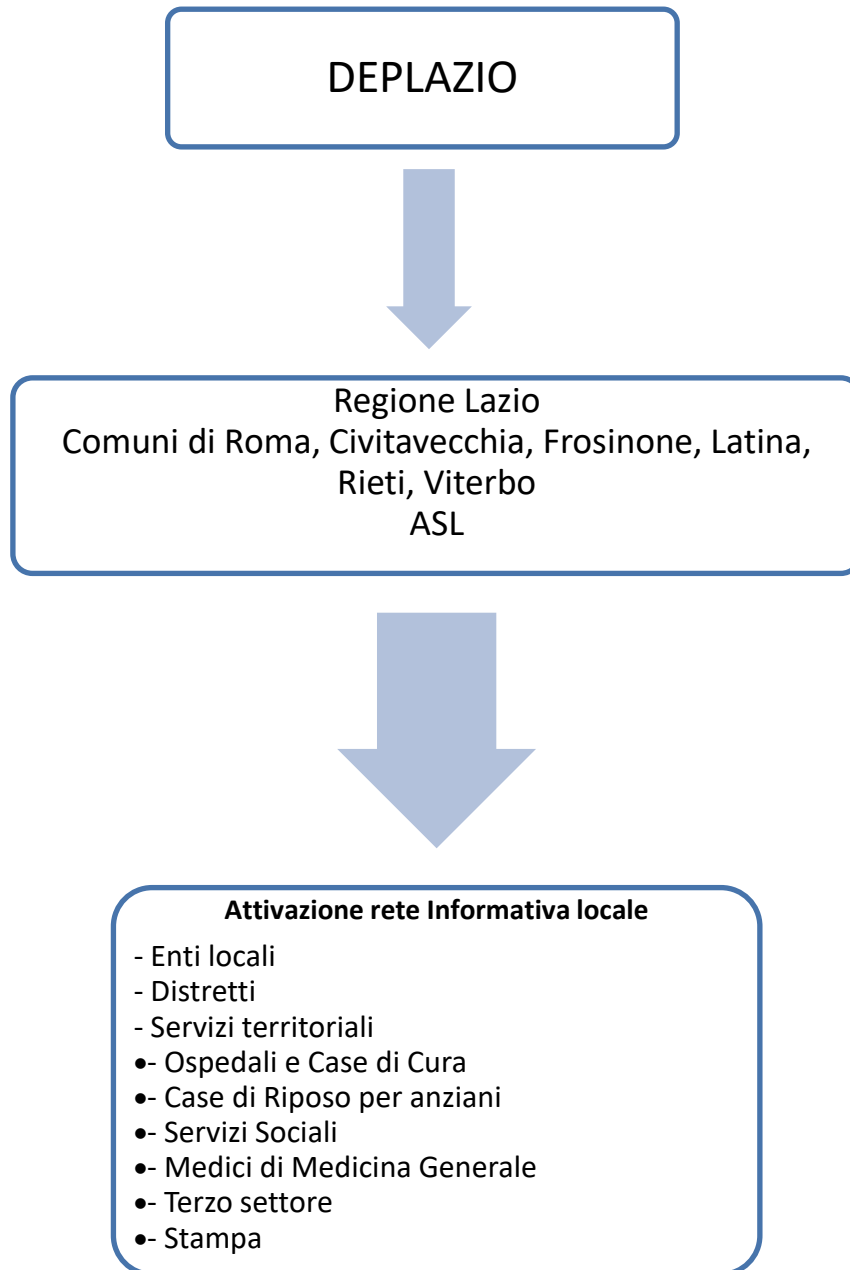 DEPLAZIO
Regione Lazio
Comuni di Roma, Civitavecchia, Frosinone, Latina,
Rieti, Viterbo
ASL
Attivazione rete Informativa locale
- Enti locali
- Distretti
- Servizi territoriali
•- Ospedali e Case di Cura
•- Case di Riposo per anziani
•- Servizi Sociali
•- Medici di Medicina Generale
•- Terzo settore
•- Stampa